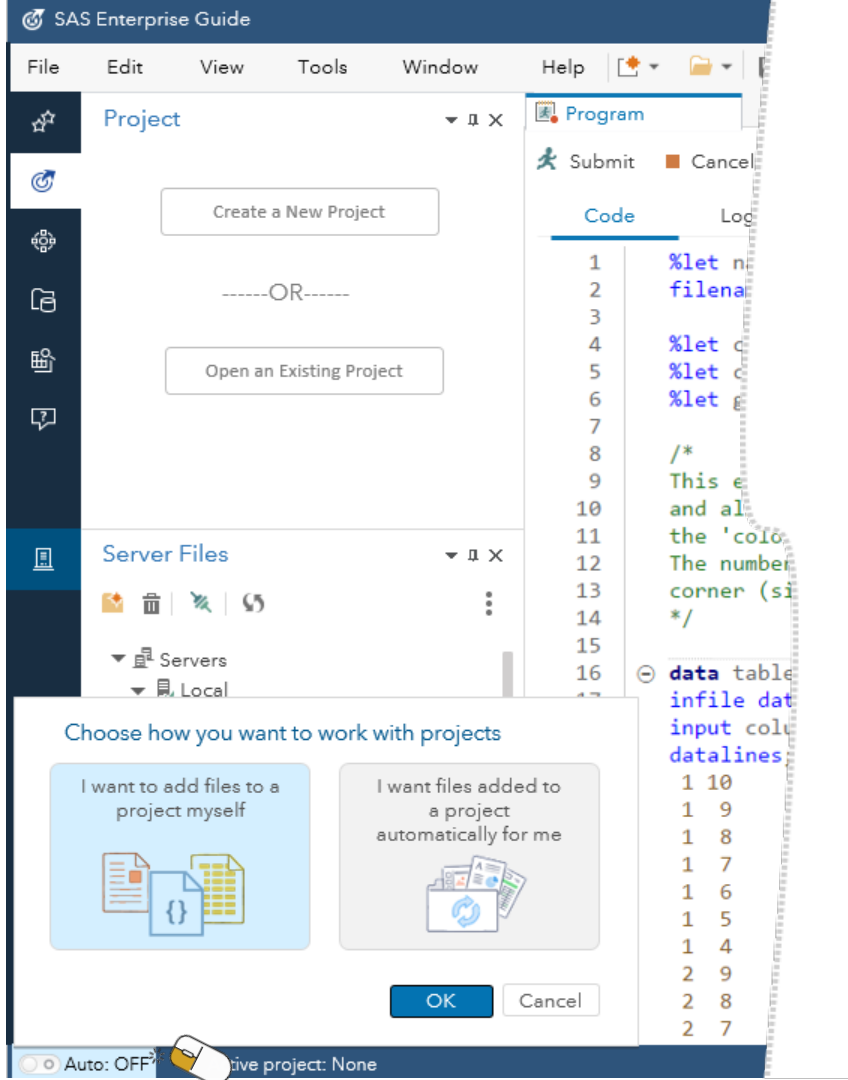 SAS Enterprise Guide
File Edit View Tools Window Help
Project
Program
Submit Cancel
Create a New Project
Code
------OR------
Open an Existing Project
1 %let
2
3
4 %let
5 %let
6 %let
7
8 /*
9 This
10 and
11 the
12 The number
13 corner
14 */
15
16 data
infile
input
datalines;
1 10
1 9
1 8
1 7
1 6
1 5
1 4
2 9
2 8
2 7
Server Files
Servers
Local
Choose how you want to work with projects
I want to add files to a
project myself
{}
I want files added to
a project
automatically for me
A
OK Cancel
Auto: OFF project: None